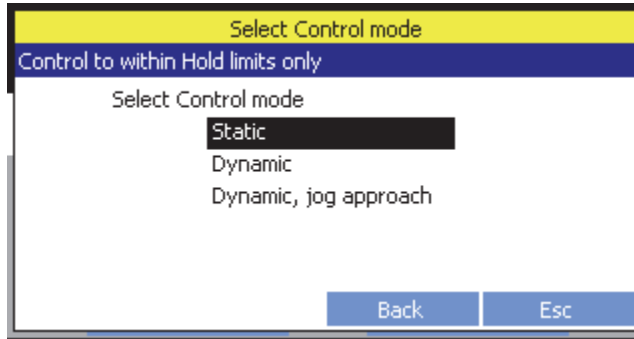 Select Control mode
Control to within Hold limits only
Select Control mode
Static
Dynamic
Dynamic, jog approach
Back Esc